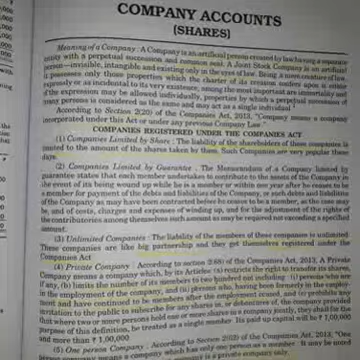 COMPANY ACCOUNTS
(SHARES)
Meaning of a Company : A Company is an artificial person created by law having a separate
entity with a perpetual succession and common seal. A Joint Stock Company is an artificial
person—invisible, intangible and existing only in the eyes of law. Being a mere creature of law,
it possesses only those properties which the charter of its creation confers upon it either
expressly or as incidental to its very existence; among the most important are immortality and
if the expression may be allowed individuality, properties by which a perpetual succession of
many persons is considered as the same and may act as a single individual
According to Section 2(20) of the Companies Act, 2013, "Company means a company
incorporated under this Act or under any previous Company Law."
COMPANIES REGISTERED UNDER THE COMPANIES ACT
(1) Companies Limited by Share : The liability of the shareholders of these companies is
limited to the amount of the shares taken by them. Such Companies are very popular these
days.
(2) Companies Limited by Guarantee : The Memorandum of a Company limited by
guarantee states that each member undertakes to contribute to the assets of the Company in
the event of its being wound up while he is a member or within one year after he ceases to be
a member for payment of the debts and liabilities of the Company, or such debts and liabilities
of the Company as may have been contracted before he ceases to be a member, as the case may
be, and of costs, charges and expenses of winding up, and for the adjustment of the rights of
the contributories among themselves such amount as may be required not exceeding a specified
amount.
(3) Unlimited Companies : The liability of the members of these companies is unlimited.
These companies are like big partnership and they get themselves registered under the
Companies Act
(4) Private Company : According to section 2(68) of the Companies Act, 2013, A Private
Company means a company which, by its Articles : (a) restricts the right to transfer its shares,
if any, (b) limits the number of its members to two hundred not including : (i) persons who are
in the employment of the company, and (ii) persons who, having been formerly in the employ-
ment and have continued to be members after the employment ceased, and (c) prohibits any
invitation to the public to subscribe for any shares in, or debentures of, the company provided
that where two or more persons hold one or more shares in a company jointly, they shall for the
purpose of this definition, be treated as a single member. Its paid up capital will be ₹ 1,00,000
and more than ₹ 1,00,000
(5) One person Company : According to section of the Companies Act, 2013, "One
person company means a company which has only one person as a member". It may be noted
company is a private company only.